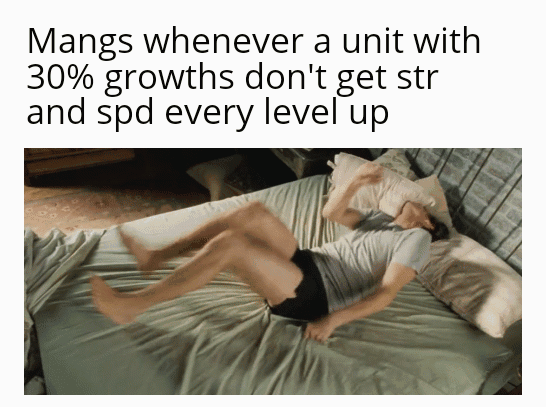 Mangs whenever a unit with
30% growths don't get str
and spd every level up